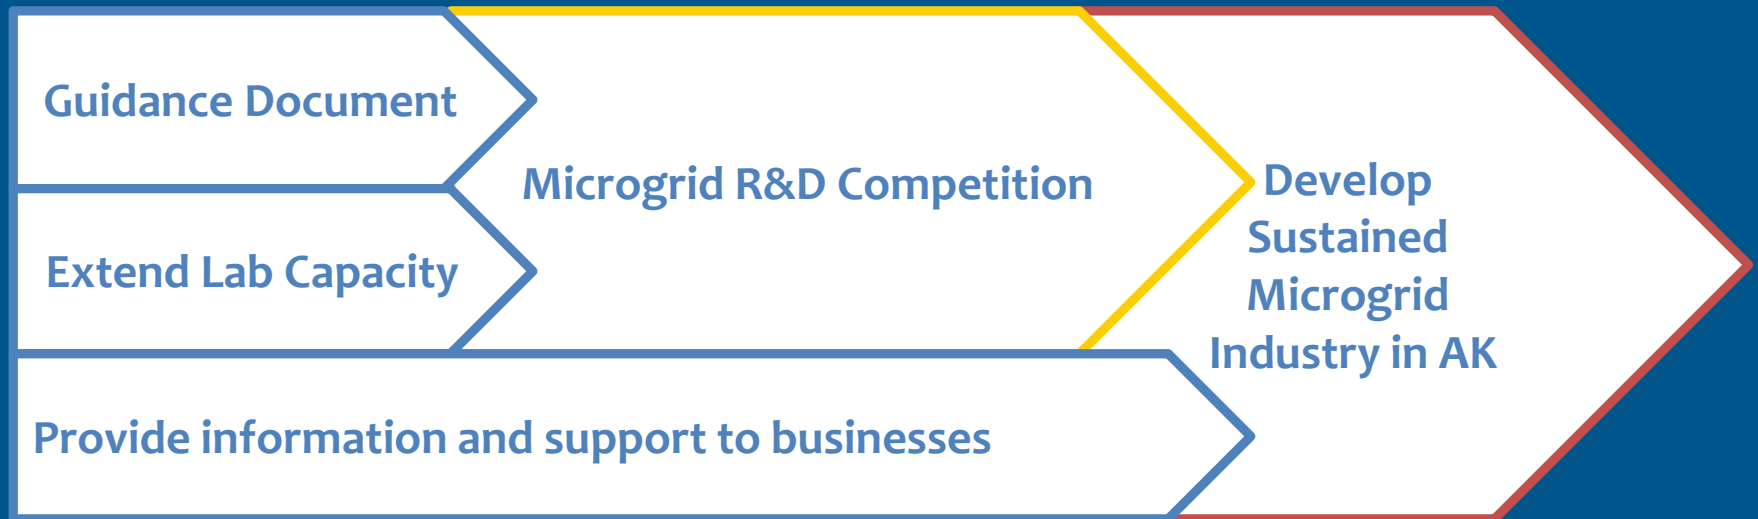 Guidance Document
Extend Lab Capacity
Microgrid R&D Competition
Provide information and support to businesses
Develop
Sustained
Microgrid
Industry in AK